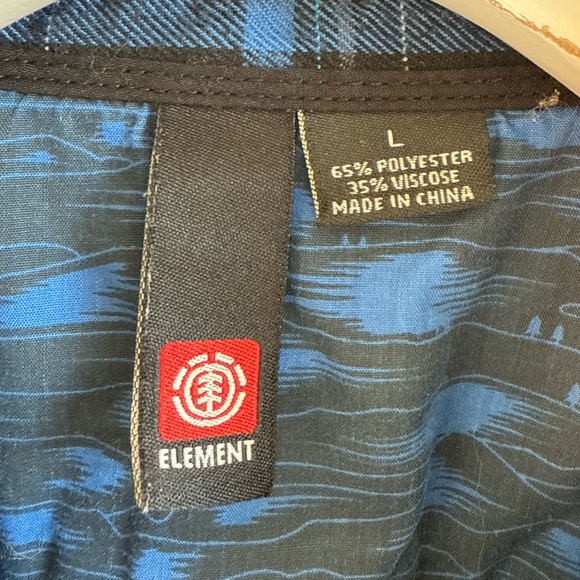 L
65% POLYESTER
35% VISCOSE
MADE IN CHINA
ELEMENT